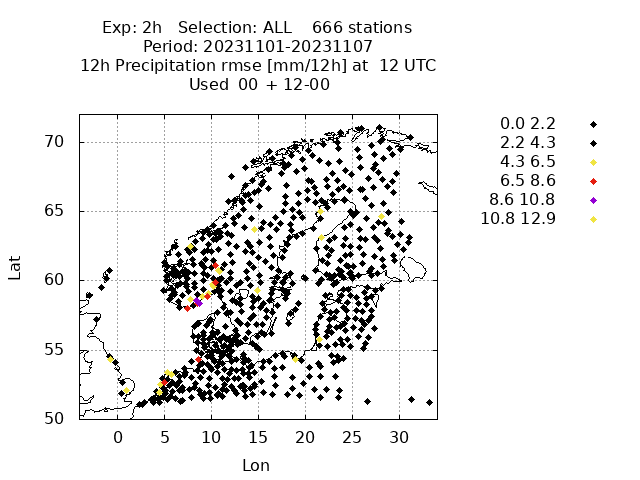 Exp: 2h Selection: ALL 666 stations
Period: 20231101-20231107
12h Precipitation rmse [mm/12h] at 12 UTC
Used 00 + 12-00
0.0 2.2
2.2 4.3
4.3 6.5
6.5 8.6
8.6 10.8
10.8 12.9
70
65
60
55
50
Lat
0 5 10 15 20 25 30
Lon